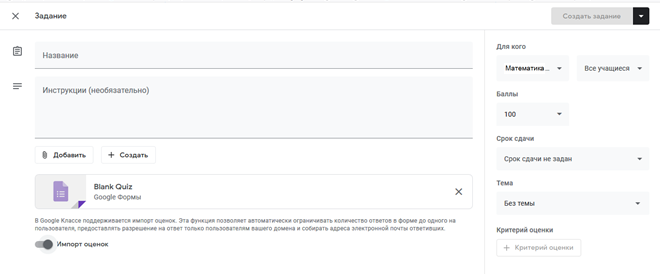 Задание
Создать задание
Название
Инструкции (необязательно)
Добавить
Создать
Blank Quiz
Google Формы
В Google Классе поддерживается импорт оценок. Эта функция позволяет автоматически ограничивать количество ответов в форме до одного на
пользователя, предоставлять разрешение на ответ только пользователям вашего домена и собирать адреса электронной почты ответивших.
Импорт оценок
Для кого
Математика...
Все учащиеся
Баллы
100
Срок сдачи
Срок сдачи не задан
Тема
Без темы
Критерий оценки
+ Критерий оценки